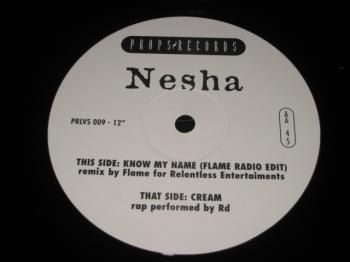 PROPS RECORDS
Nesha
PRLVS 009 - 12"
AA
45
THIS SIDE: KNOW MY NAME (FLAME RADIO EDIT)
remix by Flame for Relentless Entertaiments
THAT SIDE: CREAM
rap performed by Rd